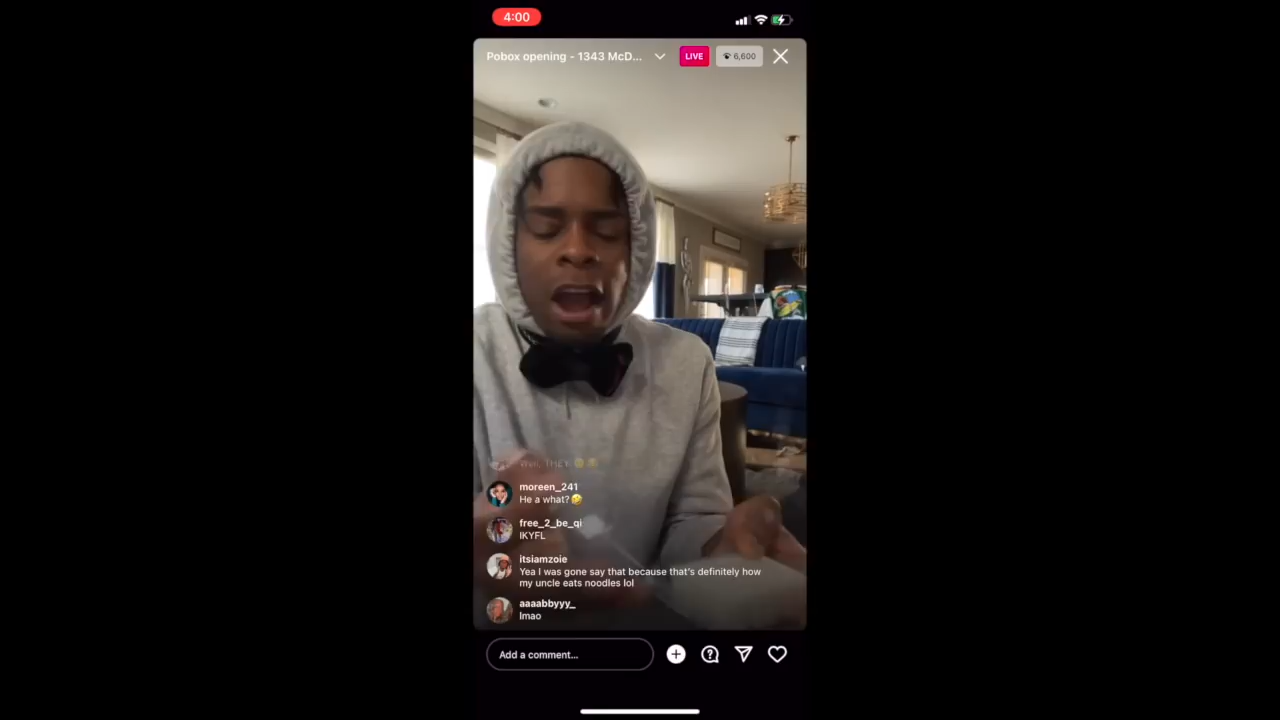 4:00
Pobox opening - 1343 McD...
LIVE
6,600
THEY
moreen_241
He a what?🤣
free_2_be_qi
IKYFL
itsiamzoie
Yea I was gone say that because that's definitely how
my uncle eats noodles lol
aaaabbyyy_
lmao
Add a comment...